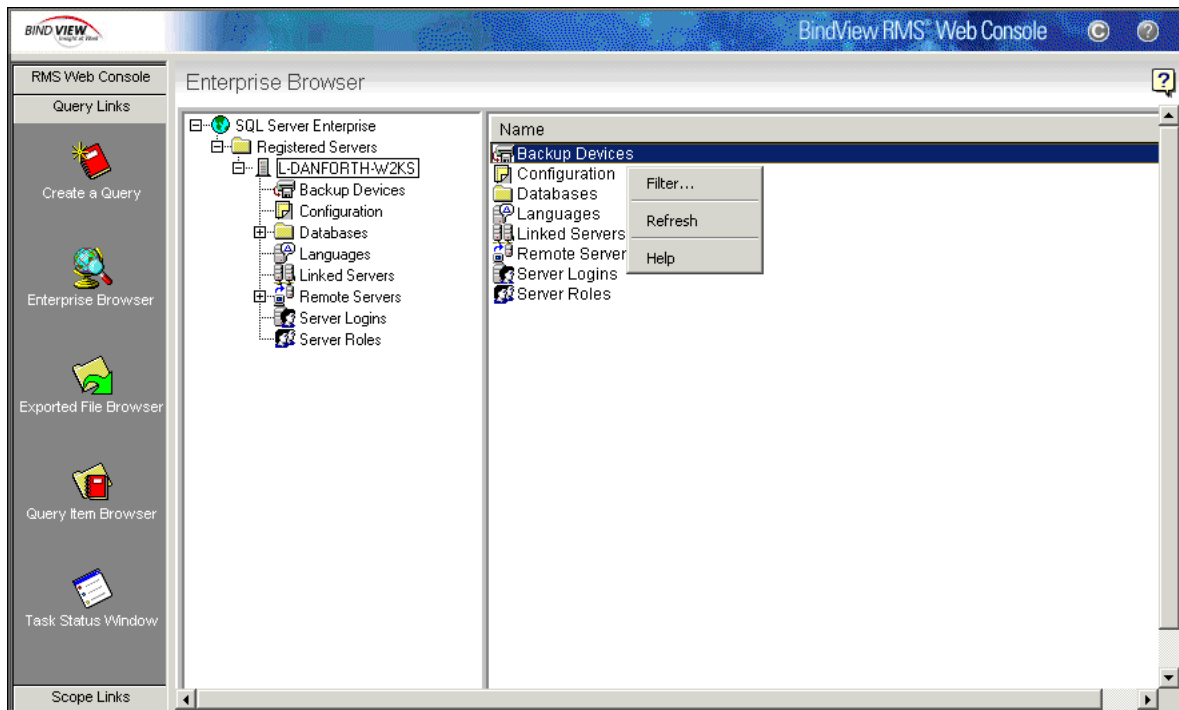 BIND VIEW
Insight at Work
BindView RMS® Web Console
©
?
RMS Web Console
Query Links
Create a Query
Enterprise Browser
Exported File Browser
Query Item Browser
Task Status Window
Scope Links
Enterprise Browser
?
SQL Server Enterprise
Registered Servers
L-DANFORTH-W2KS
Backup Devices
Configuration
Databases
Languages
Linked Servers
Remote Servers
Server Logins
Server Roles
Name
Backup Devices
Configuration
Databases
Languages
Linked Servers
Remote Server
Server Logins
Server Roles
Filter...
Refresh
Help